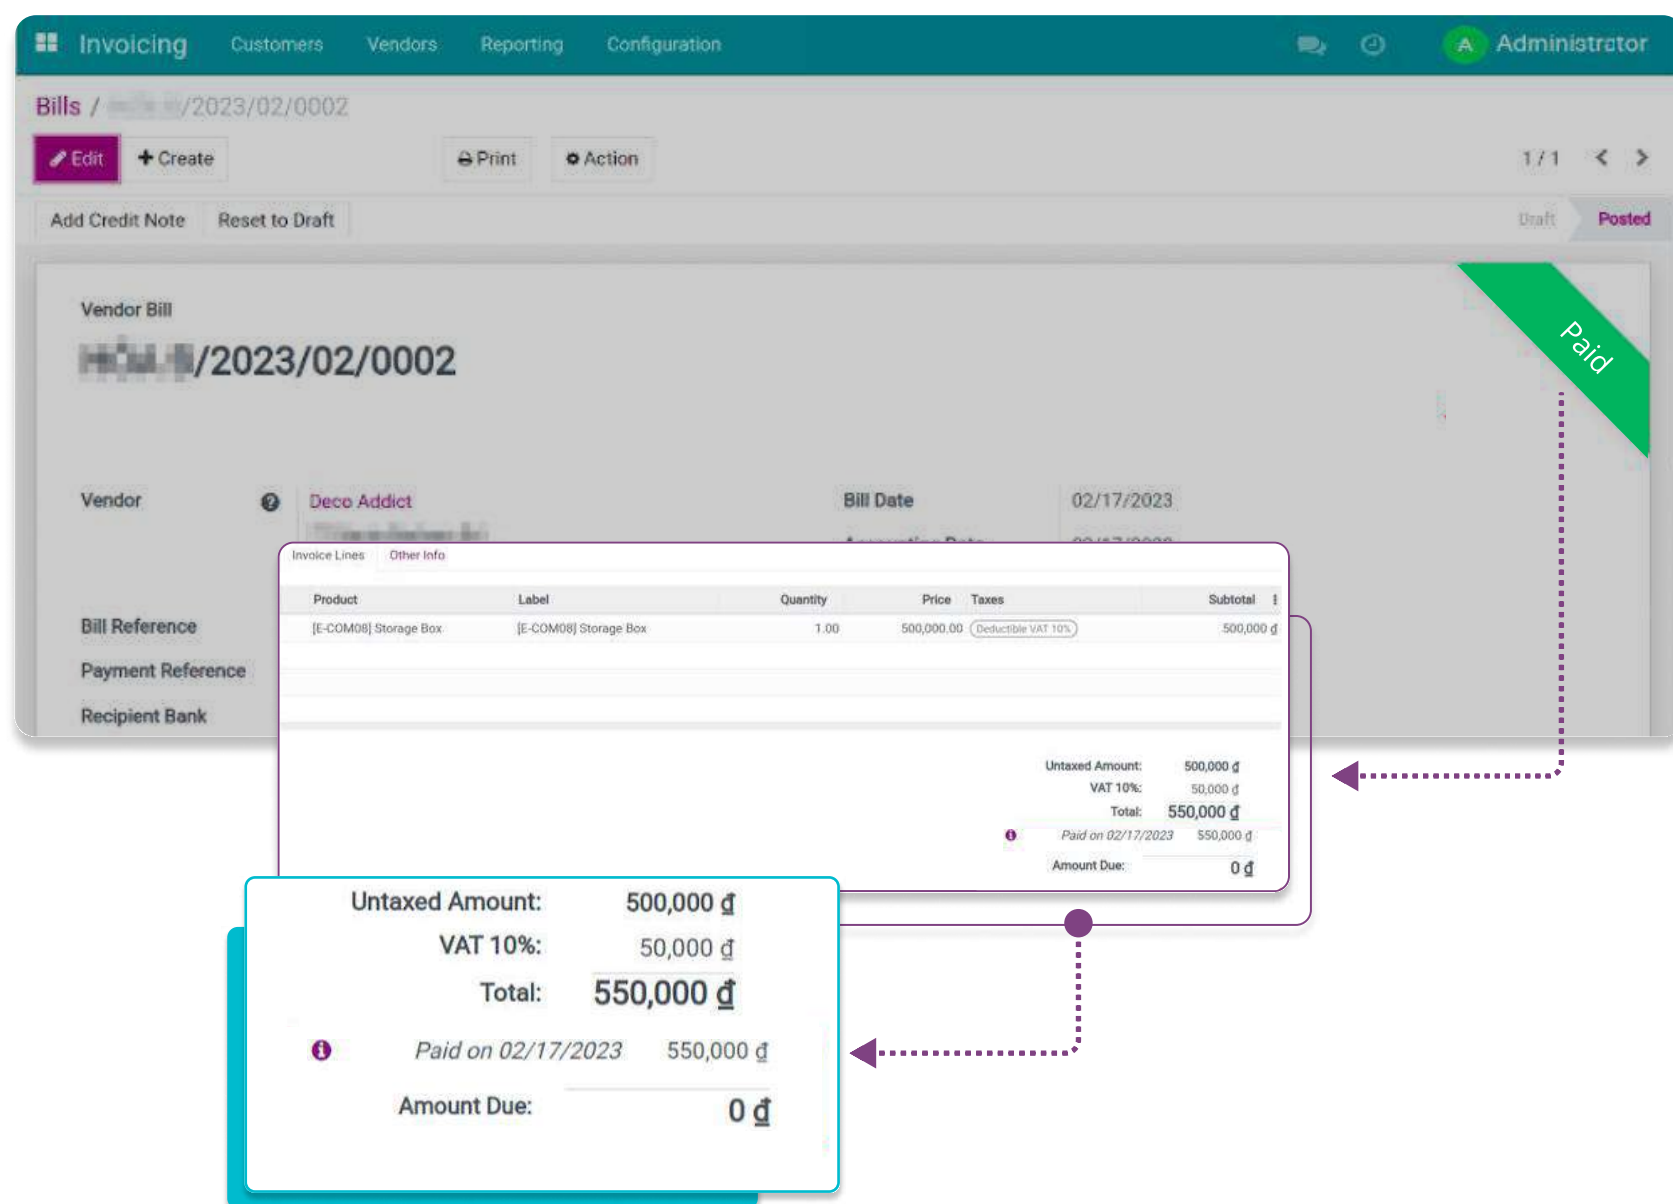 Invoicing Customers Vendors Reporting Configuration A Administrator
Bills / /2023/02/0002
Edit + Create Print Action 1 / 1
Add Credit Note Reset to Draft Draft Posted
Paid
Vendor Bill
/2023/02/0002
Vendor Deco Addict Bill Date 02/17/2023
Bill Reference
Payment Reference
Recipient Bank
Invoice Lines Other Info
Product Label Quantity Price Taxes Subtotal
[E-COM08] Storage Box [E-COM08] Storage Box 1.00 500,000.00 Deductible VAT 10% 500,000 ₫
Untaxed Amount: 500,000 ₫
VAT 10%: 50,000 ₫
Total: 550,000 ₫
Paid on 02/17/2023 550,000 ₫
Amount Due: 0 ₫
Untaxed Amount: 500,000 ₫
VAT 10%: 50,000 ₫
Total: 550,000 ₫
Paid on 02/17/2023 550,000 ₫
Amount Due: 0 ₫